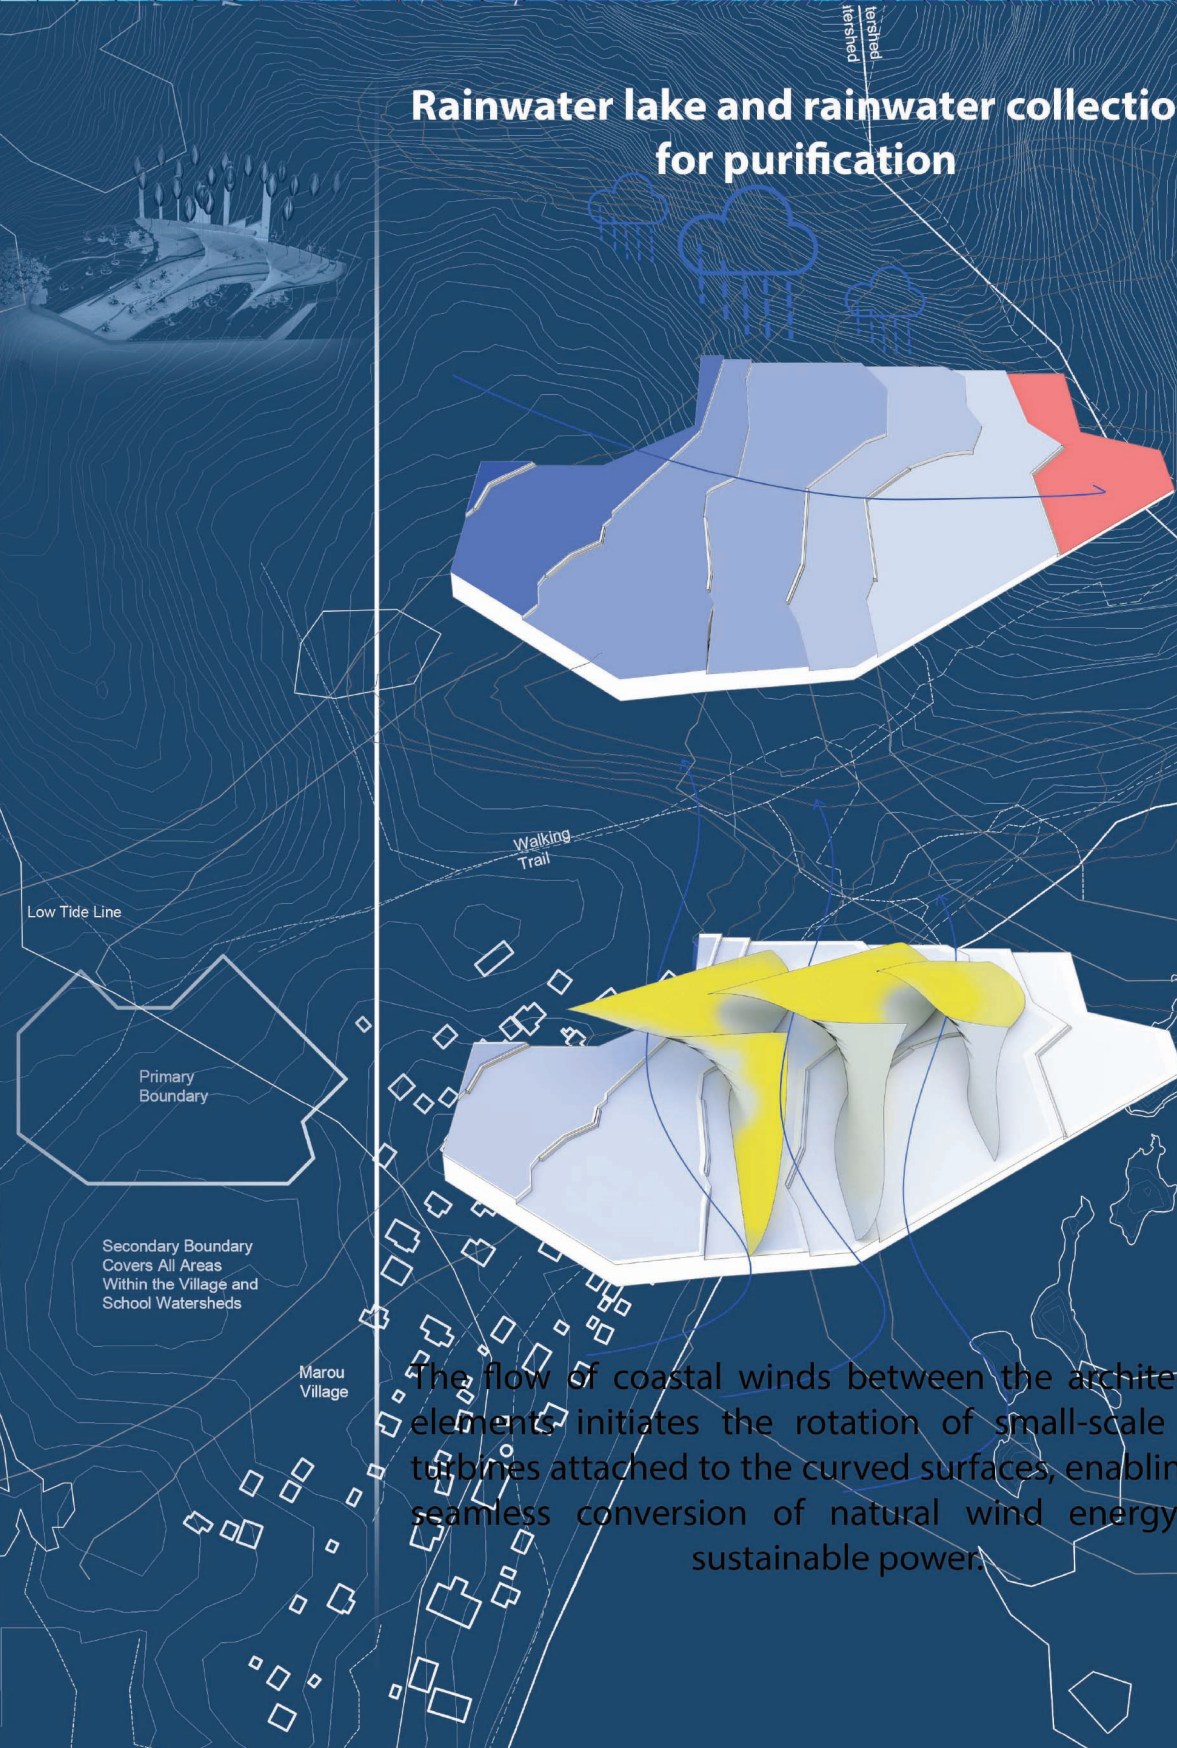 tershed
tershed
Rainwater lake and rainwater collectio
for purification
Walking
Trail
Low Tide Line
Primary
Boundary
Secondary Boundary
Covers All Areas
Within the Village and
School Watersheds
Marou
Village
The flow of coastal winds between the archite
elements initiates the rotation of small-scale
turbines attached to the curved surfaces, enablin
seamless conversion of natural wind energy
sustainable power.